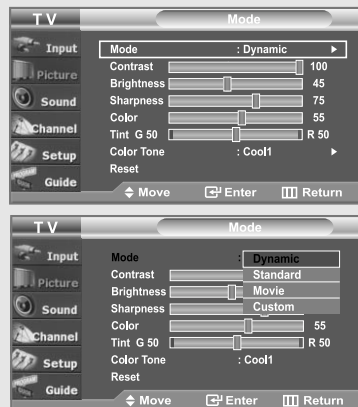 TV Mode
Input Mode : Dynamic
Picture Contrast 100
Brightness 45
Sound Sharpness 75
Channel Color 55
Tint G 50 R 50
Setup Color Tone : Cool1
Guide Reset
Move Enter Return
TV Mode
Input Mode : Dynamic
Picture Contrast Standard
Brightness Movie
Sound Sharpness Custom
Channel Color 55
Tint G 50 R 50
Setup Color Tone : Cool1
Guide Reset
Move Enter Return